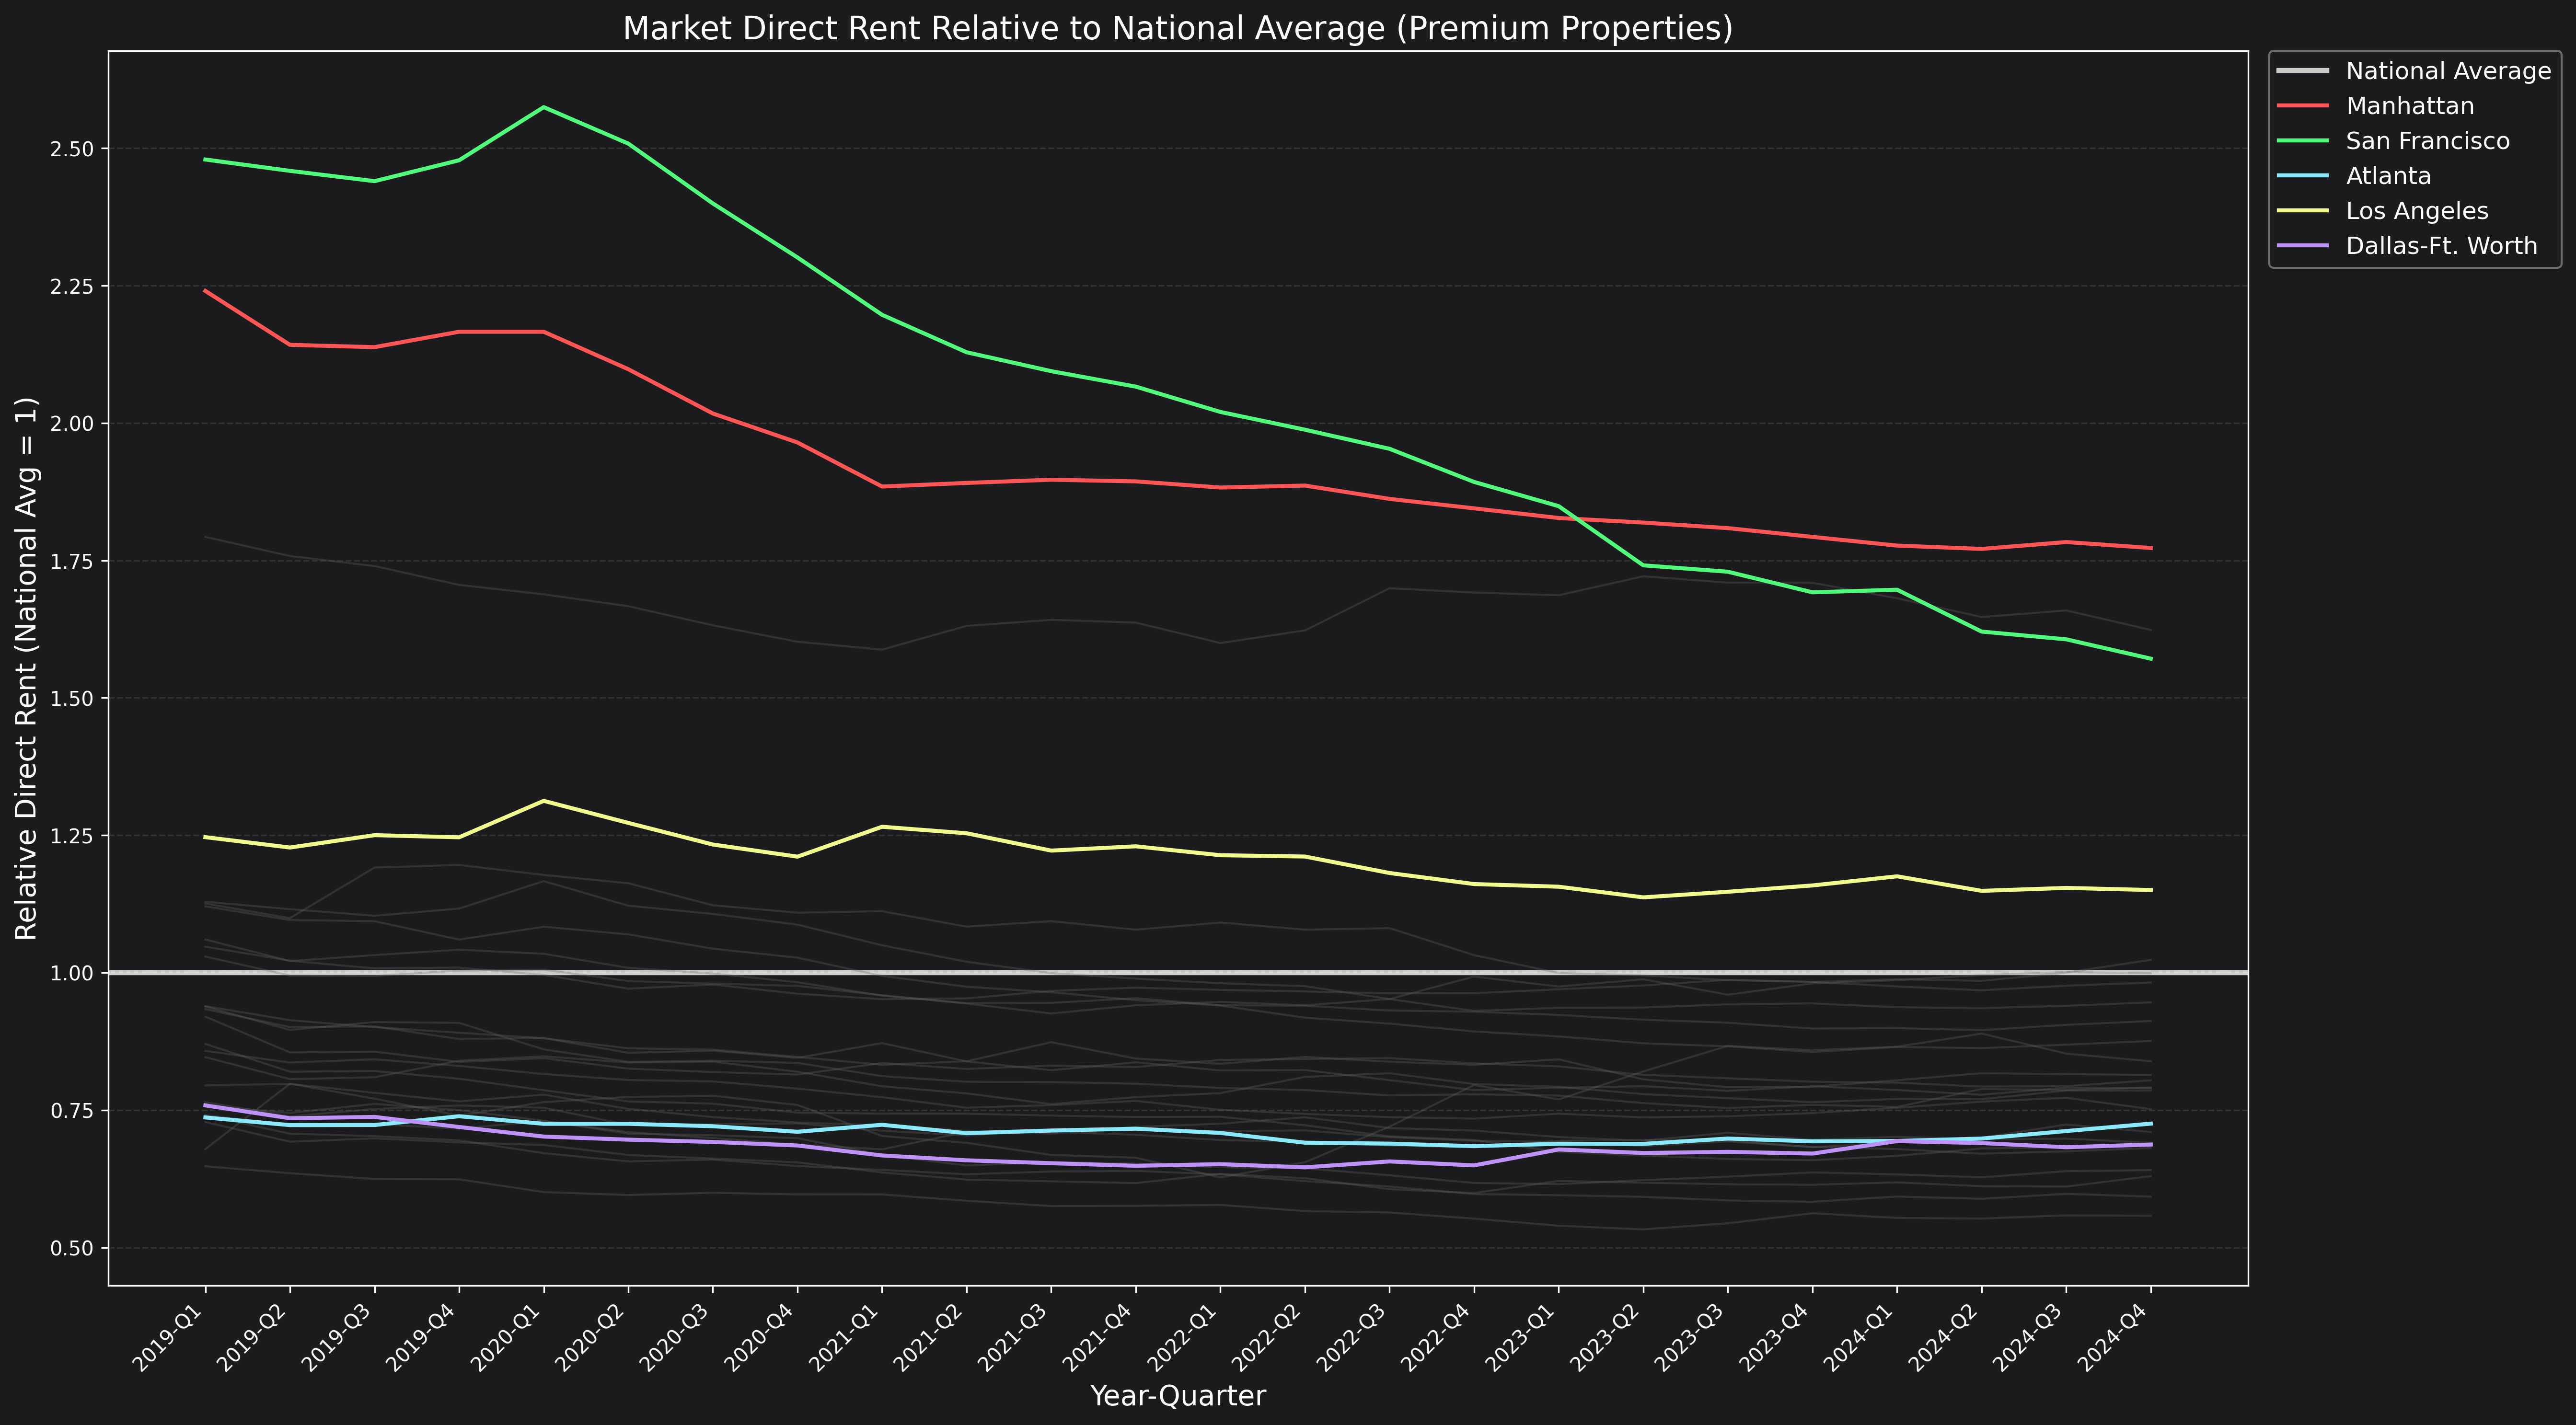 Market Direct Rent Relative to National Average (Premium Properties)
National Average
Manhattan
San Francisco
Atlanta
Los Angeles
Dallas-Ft. Worth
Relative Direct Rent (National Avg = 1)
2.50
2.25
2.00
1.75
1.50
1.25
1.00
0.75
0.50
2019-Q1
2019-Q2
2019-Q3
2019-Q4
2020-Q1
2020-Q2
2020-Q3
2020-Q4
2021-Q1
2021-Q2
2021-Q3
2021-Q4
2022-Q1
2022-Q2
2022-Q3
2022-Q4
2023-Q1
2023-Q2
2023-Q3
2023-Q4
2024-Q1
2024-Q2
2024-Q3
2024-Q4
Year-Quarter